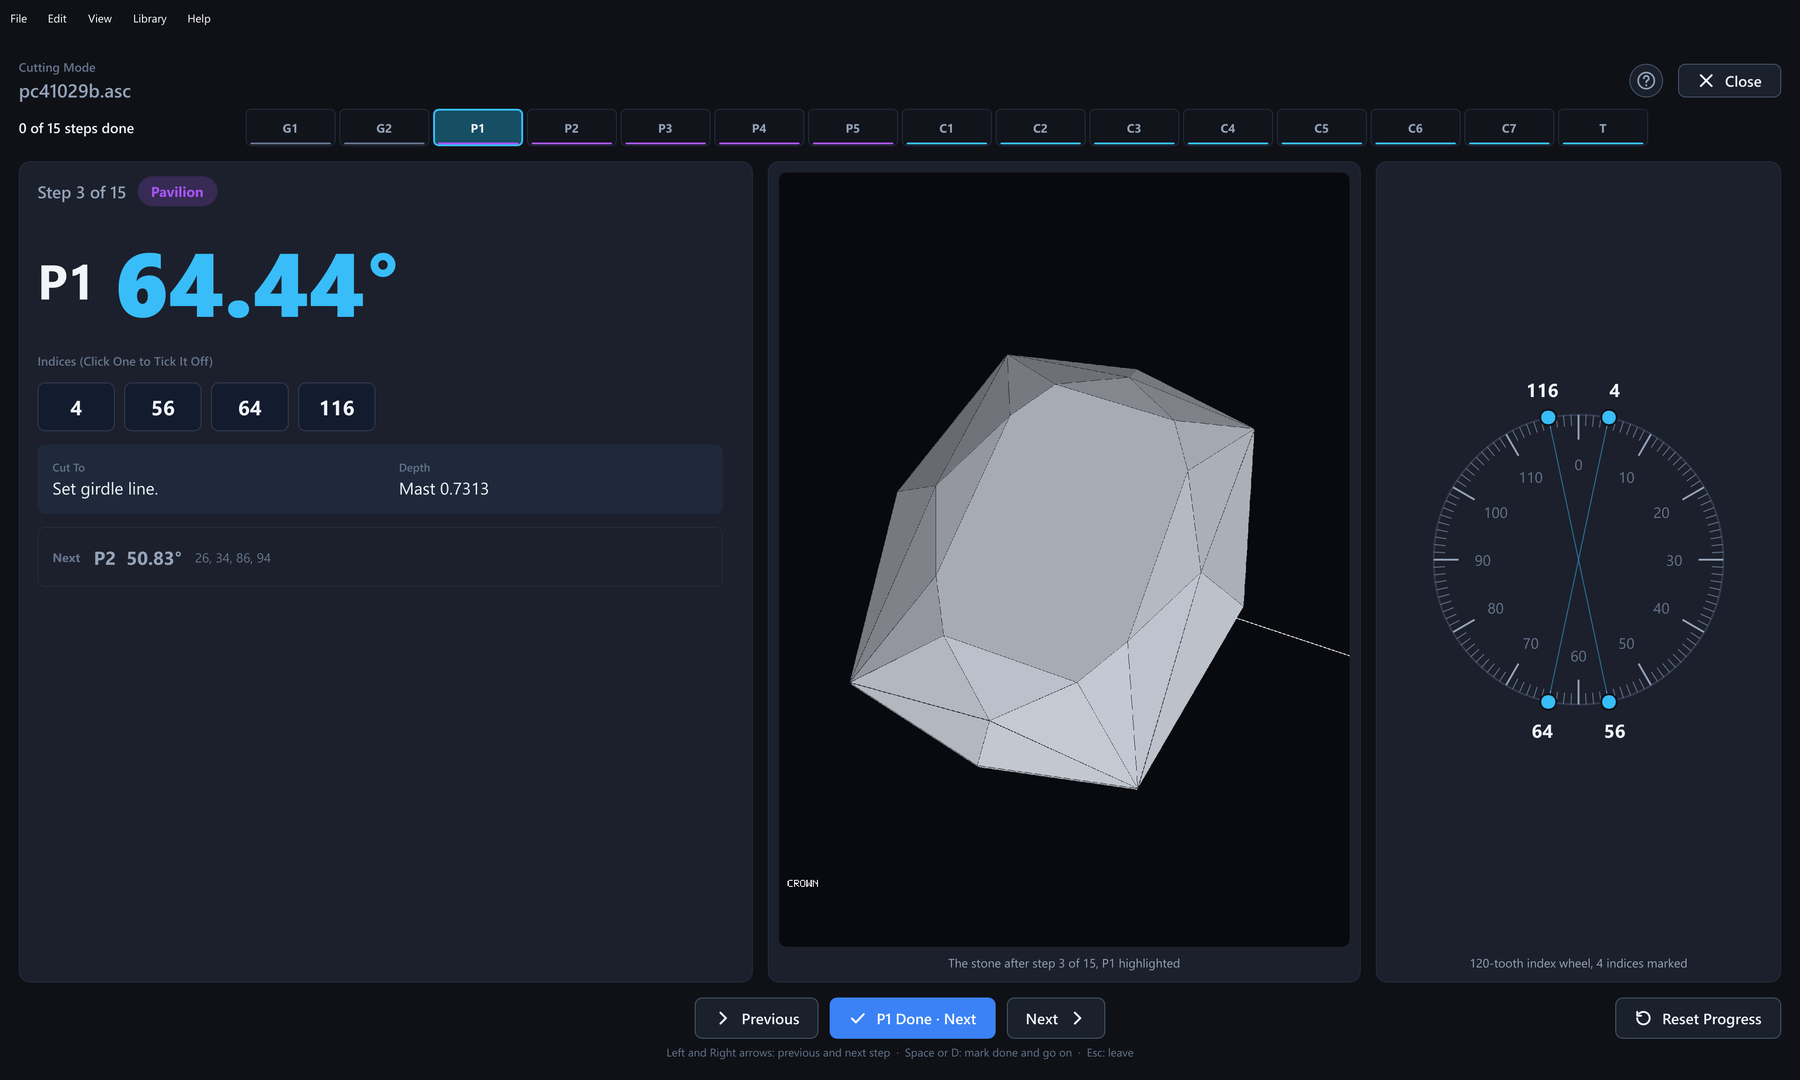 File Edit View Library Help
Cutting Mode
pc41029b.asc
Close
0 of 15 steps done
G1 G2 P1 P2 P3 P4 P5 C1 C2 C3 C4 C5 C6 C7 T
Step 3 of 15 Pavilion
P1 64.44°
Indices (Click One to Tick It Off)
4 56 64 116
Cut To
Set girdle line.
Depth
Mast 0.7313
Next P2 50.83° 26, 34, 86, 94
CROWN
The stone after step 3 of 15, P1 highlighted
116 4
0
110 10
100 20
90 30
80 40
70 50
60
64 56
120-tooth index wheel, 4 indices marked
Previous
P1 Done · Next
Next
Reset Progress
Left and Right arrows: previous and next step · Space or D: mark done and go on · Esc: leave